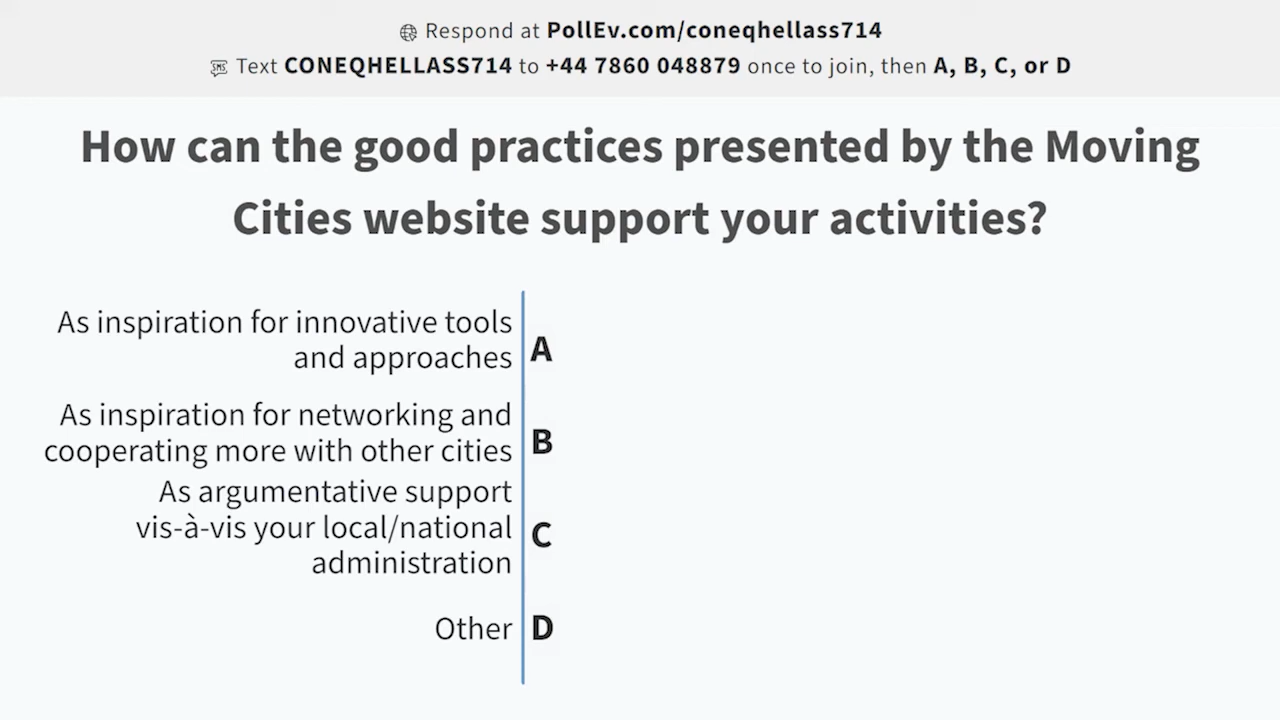 Respond at PollEv.com/coneqhellass714
SMS Text CONEQHELLASS714 to +44 7860 048879 once to join, then A, B, C, or D
How can the good practices presented by the Moving
Cities website support your activities?
As inspiration for innovative tools
and approaches
A
As inspiration for networking and
cooperating more with other cities
B
As argumentative support
vis-à-vis your local/national
administration
C
Other
D